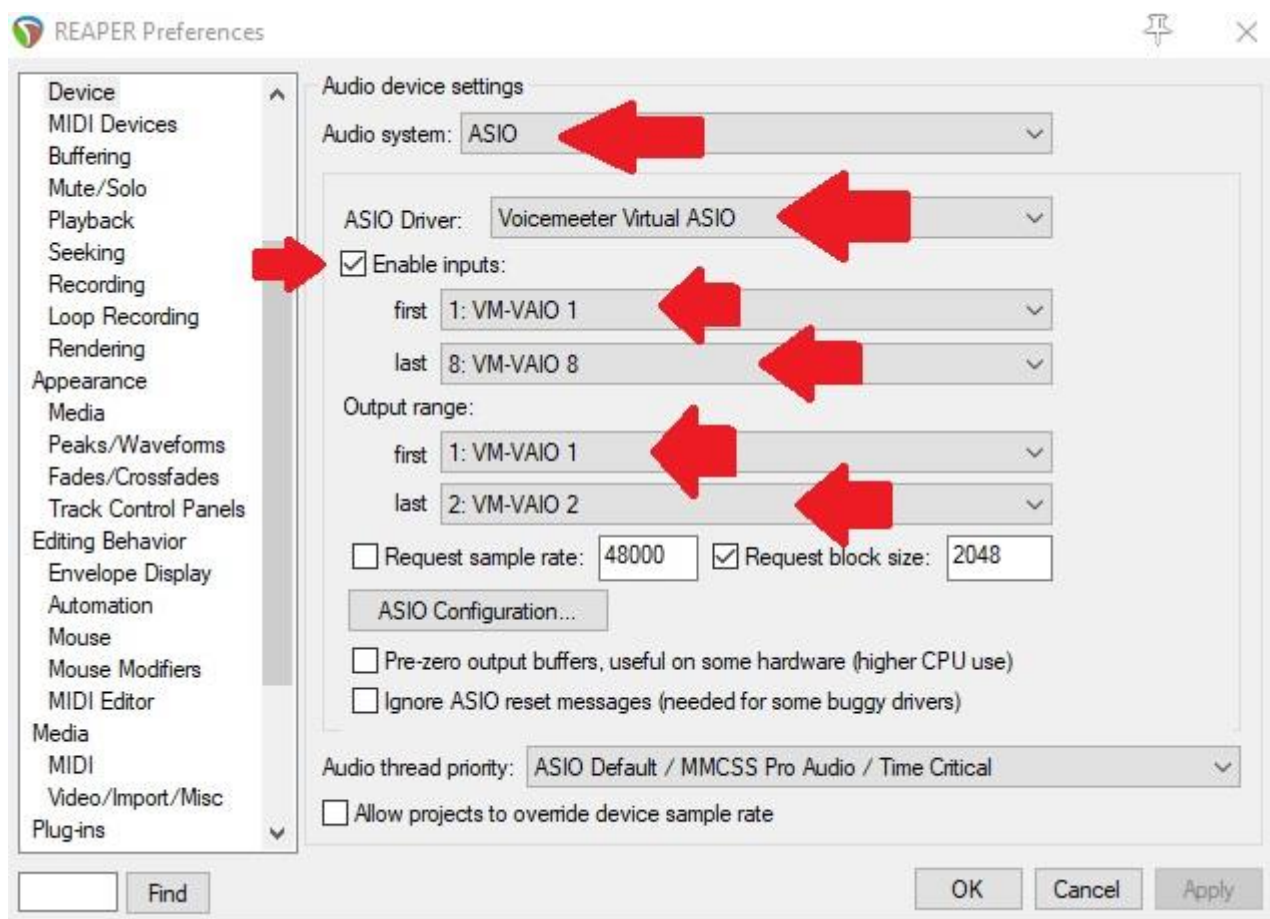 REAPER Preferences
Device
MIDI Devices
Buffering
Mute/Solo
Playback
Seeking
Recording
Loop Recording
Rendering
Appearance
Media
Peaks/Waveforms
Fades/Crossfades
Track Control Panels
Editing Behavior
Envelope Display
Automation
Mouse
Mouse Modifiers
MIDI Editor
Media
MIDI
Video/Import/Misc
Plug-ins
Find
Audio device settings
Audio system: ASIO
ASIO Driver: Voicemeeter Virtual ASIO
Enable inputs:
first 1: VM-VAIO 1
last 8: VM-VAIO 8
Output range:
first 1: VM-VAIO 1
last 2: VM-VAIO 2
Request sample rate: 48000 Request block size: 2048
ASIO Configuration...
Pre-zero output buffers, useful on some hardware (higher CPU use)
Ignore ASIO reset messages (needed for some buggy drivers)
Audio thread priority: ASIO Default / MMCSS Pro Audio / Time Critical
Allow projects to override device sample rate
OK Cancel Apply